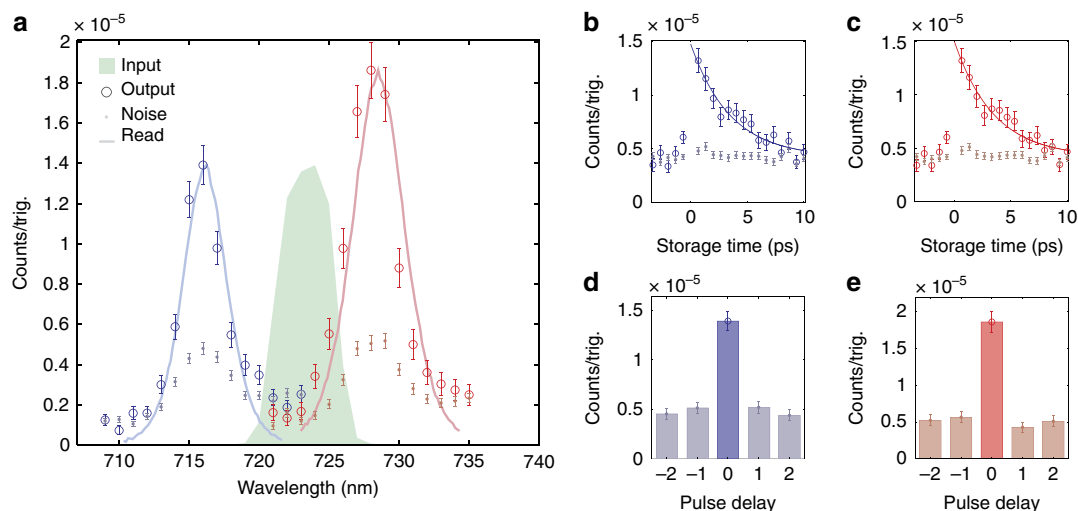 a
× 10⁻⁵
2
1.8
1.6
1.4
1.2
1
0.8
0.6
0.4
0.2
0
Counts/trig.
Input
Output
Noise
Read
710
715
720
725
730
735
740
Wavelength (nm)
b
× 10⁻⁵
1.5
1
0.5
0
Counts/trig.
0
5
10
Storage time (ps)
c
× 10⁻⁵
1.5
1
0.5
0
Counts/trig.
0
5
10
Storage time (ps)
d
× 10⁻⁵
1.5
1
0.5
0
Counts/trig.
−2
−1
0
1
2
Pulse delay
e
× 10⁻⁵
2
1.5
1
0.5
0
Counts/trig.
−2
−1
0
1
2
Pulse delay